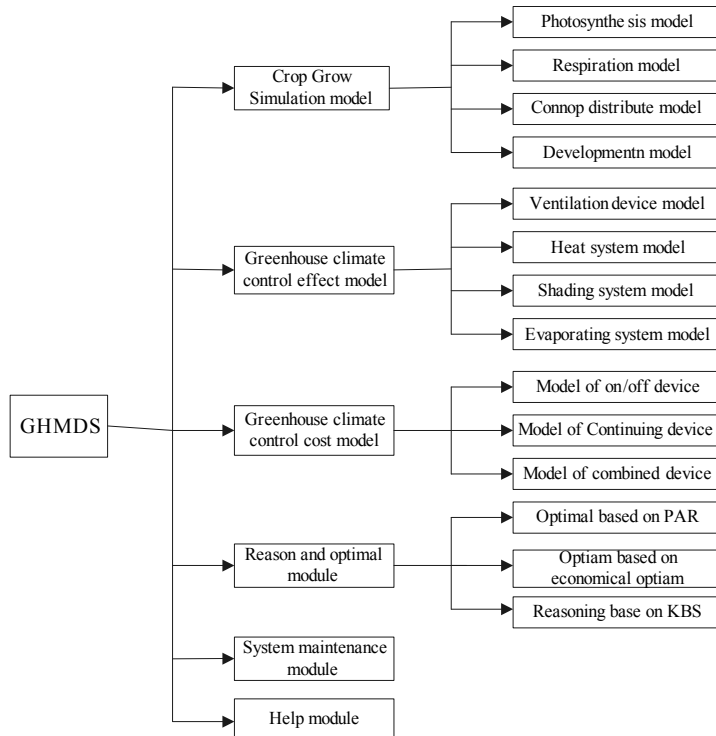 Photosynthe sis model
Crop Grow
Simulation model
Respiration model
Connop distribute model
Developmentn model
Ventilation device model
Greenhouse climate
control effect model
Heat system model
Shading system model
Evaporating system model
GHMDS
Greenhouse climate
control cost model
Model of on/off device
Model of Continuing device
Model of combined device
Reason and optimal
module
Optimal based on PAR
Optiam based on
economical optiam
Reasoning base on KBS
System maintenance
module
Help module